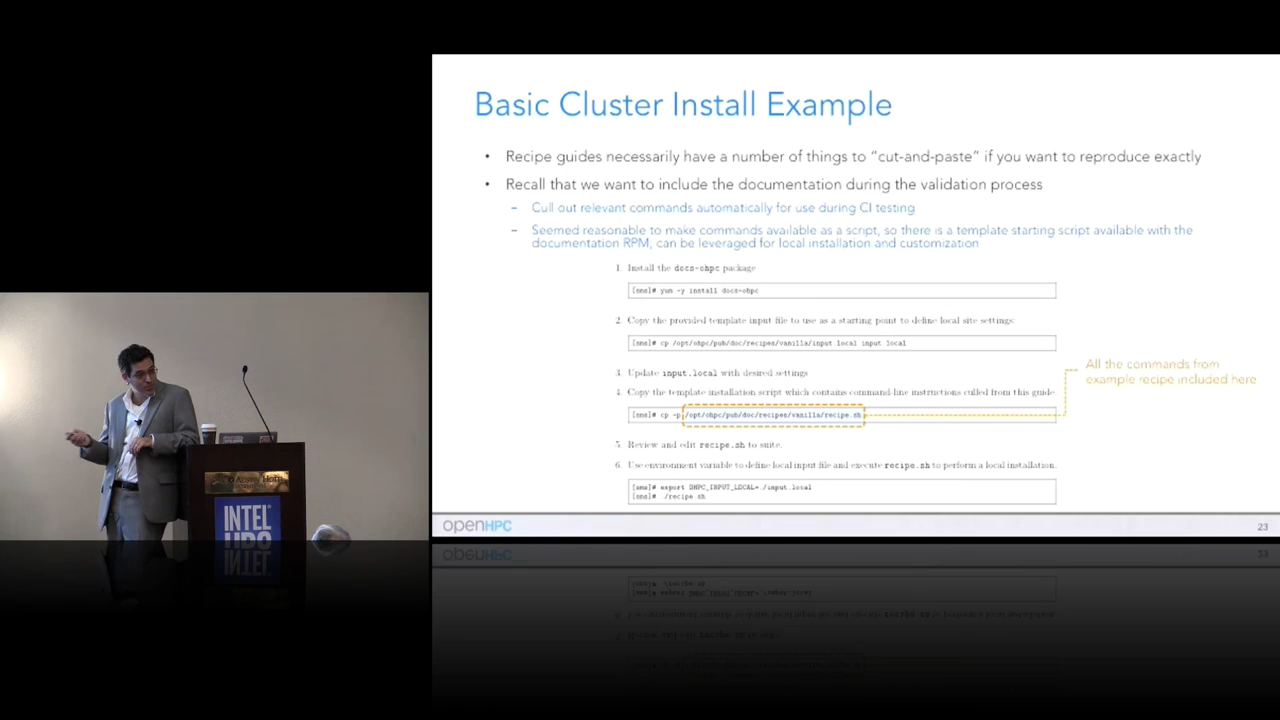 Basic Cluster Install Example
• Recipe guides necessarily have a number of things to “cut-and-paste” if you want to reproduce exactly
• Recall that we want to include the documentation during the validation process
– Cull out relevant commands automatically for use during CI testing
– Seemed reasonable to make commands available as a script, so there is a template starting script available with the
documentation RPM; can be leveraged for local installation and customization
1. Install the docs-ohpc package
[sms]# yum -y install docs-ohpc
2. Copy the provided template input file to use as a starting point to define local site settings:
[sms]# cp /opt/ohpc/pub/doc/recipes/vanilla/input.local input.local
3. Update input.local with desired settings
4. Copy the template installation script which contains command-line instructions culled from this guide.
[sms]# cp -p /opt/ohpc/pub/doc/recipes/vanilla/recipe.sh
All the commands from
example recipe included here
5. Review and edit recipe.sh to suite.
6. Use environment variable to define local input file and execute recipe.sh to perform a local installation.
[sms]# export OHPC_INPUT_LOCAL=./input.local
[sms]# ./recipe.sh
openHPC
23
INTEL